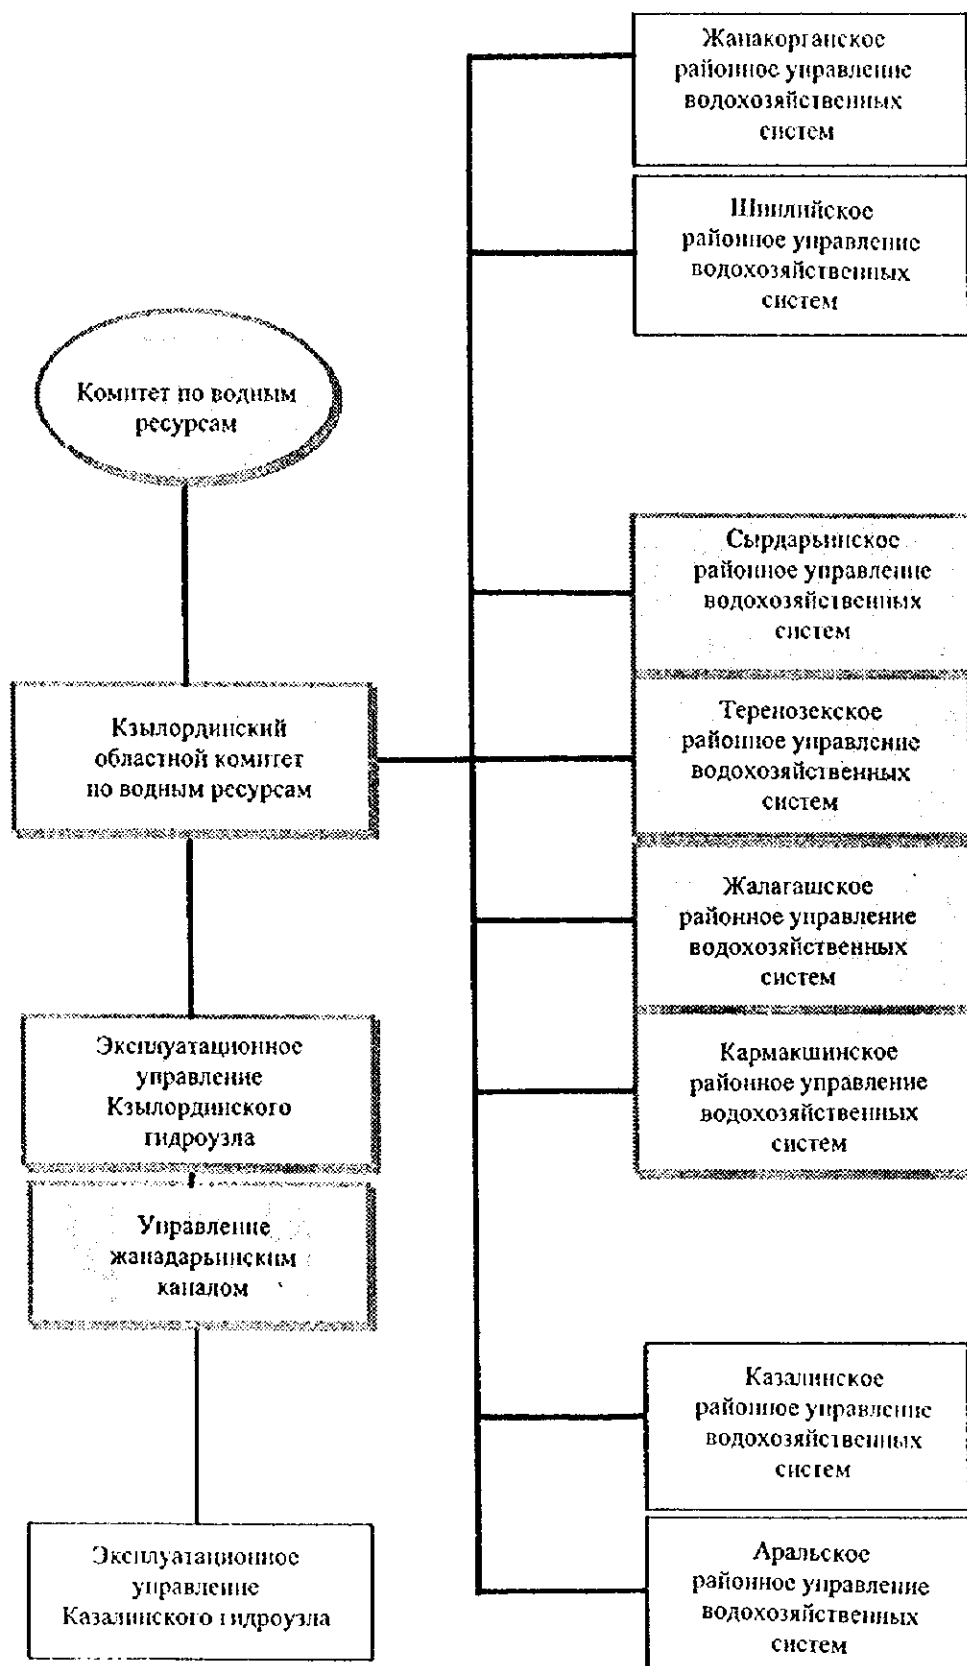 Комитет по водным
ресурсам
Кзылординский
областной комитет
по водным ресурсам
Эксплуатационное
управление
Кзылординского
гидроузла
Управление
жанадарьинским
каналом
Эксплуатационное
управление
Казалинского гидроузла
Жанакорганское
районное управление
водохозяйственных
систем
Шиилийское
районное управление
водохозяйственных
систем
Сырдарьинское
районное управление
водохозяйственных
систем
Теренозекское
районное управление
водохозяйственных
систем
Жалагашское
районное управление
водохозяйственных
систем
Кармакшинское
районное управление
водохозяйственных
систем
Казалинское
районное управление
водохозяйственных
систем
Аральское
районное управление
водохозяйственных
систем